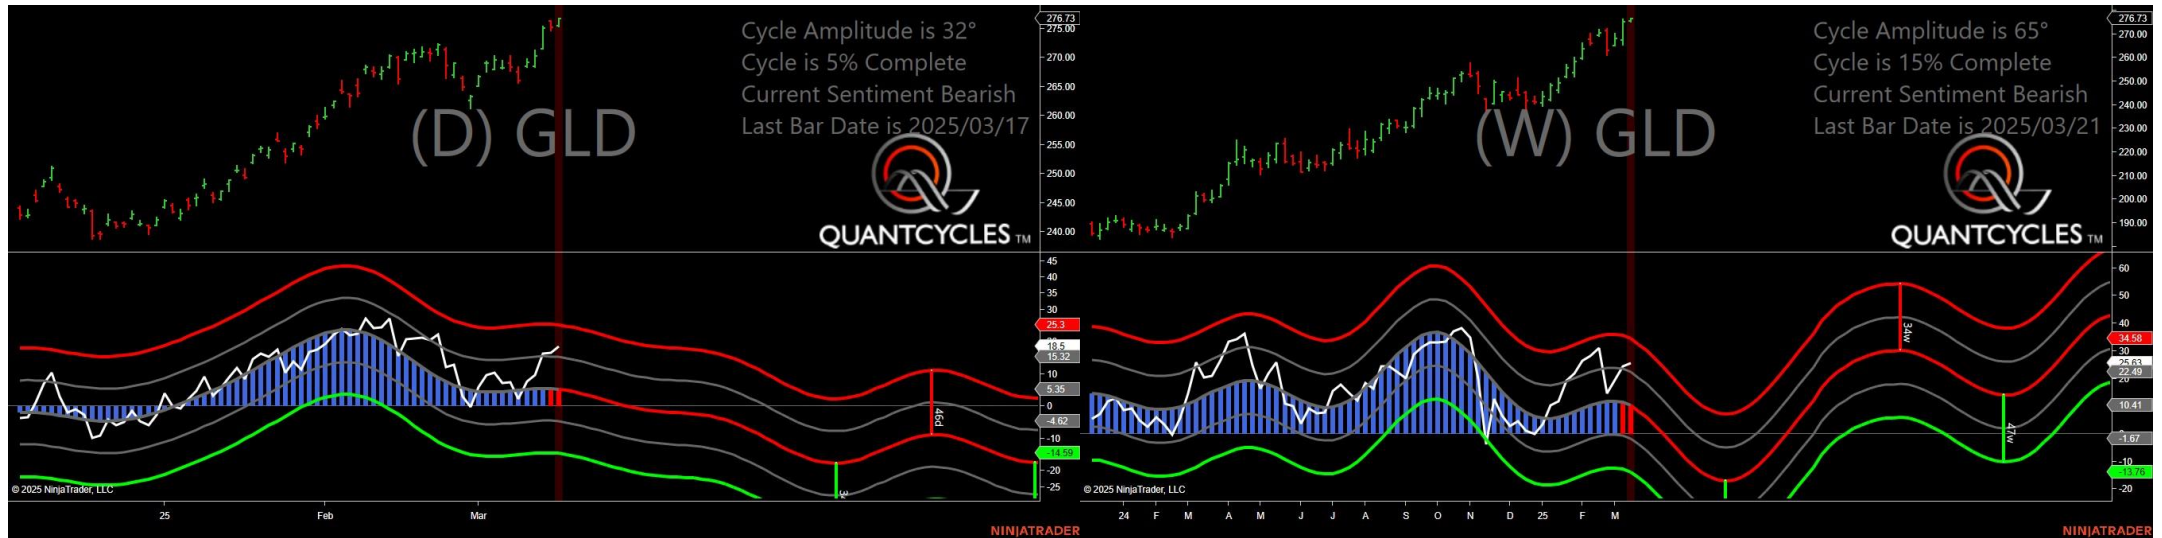 Cycle Amplitude is 32°
Cycle is 5% Complete
Current Sentiment Bearish
Last Bar Date is 2025/03/17
(D) GLD
QUANTCYCLES TM
276.73
275.00
270.00
265.00
260.00
255.00
250.00
245.00
240.00
45
40
35
30
25.3
18.5
15.32
10
5.35
0
-4.62
-10
-14.59
-20
-25
46d
© 2025 NinjaTrader, LLC
25 Feb Mar
NINJATRADER
Cycle Amplitude is 65°
Cycle is 15% Complete
Current Sentiment Bearish
Last Bar Date is 2025/03/21
(W) GLD
QUANTCYCLES TM
276.73
270.00
260.00
250.00
240.00
230.00
220.00
210.00
200.00
190.00
60
50
40
34.58
30
25.63
22.49
20
10.41
-1.67
-10
-13.76
-20
34w
47w
© 2025 NinjaTrader, LLC
24 F M A M J J A S O N D 25 F M
NINJATRADER